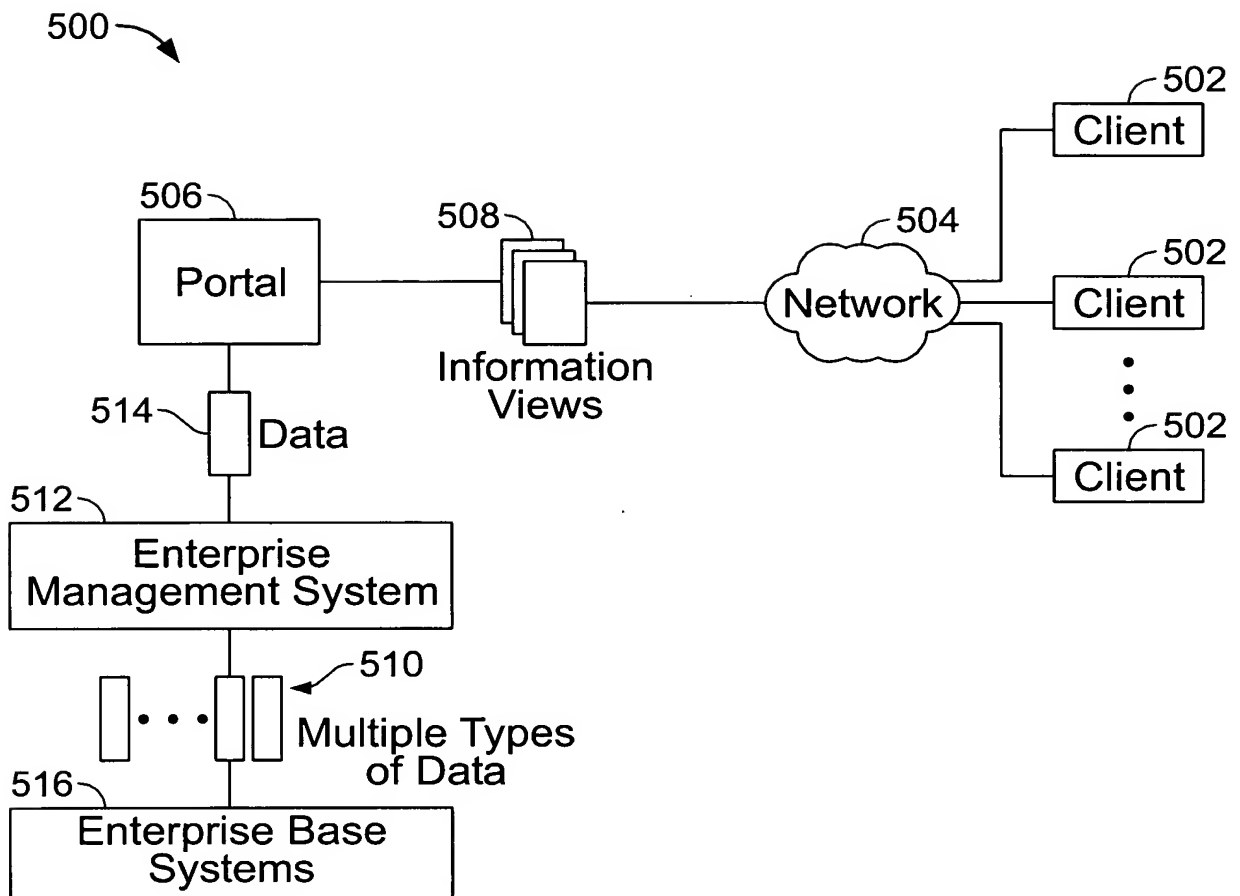 500
502
Client
506
508
504
502
Portal
Network
Client
Information
Views
514
Data
502
Client
512
Enterprise
Management System
510
Multiple Types
of Data
516
Enterprise Base
Systems